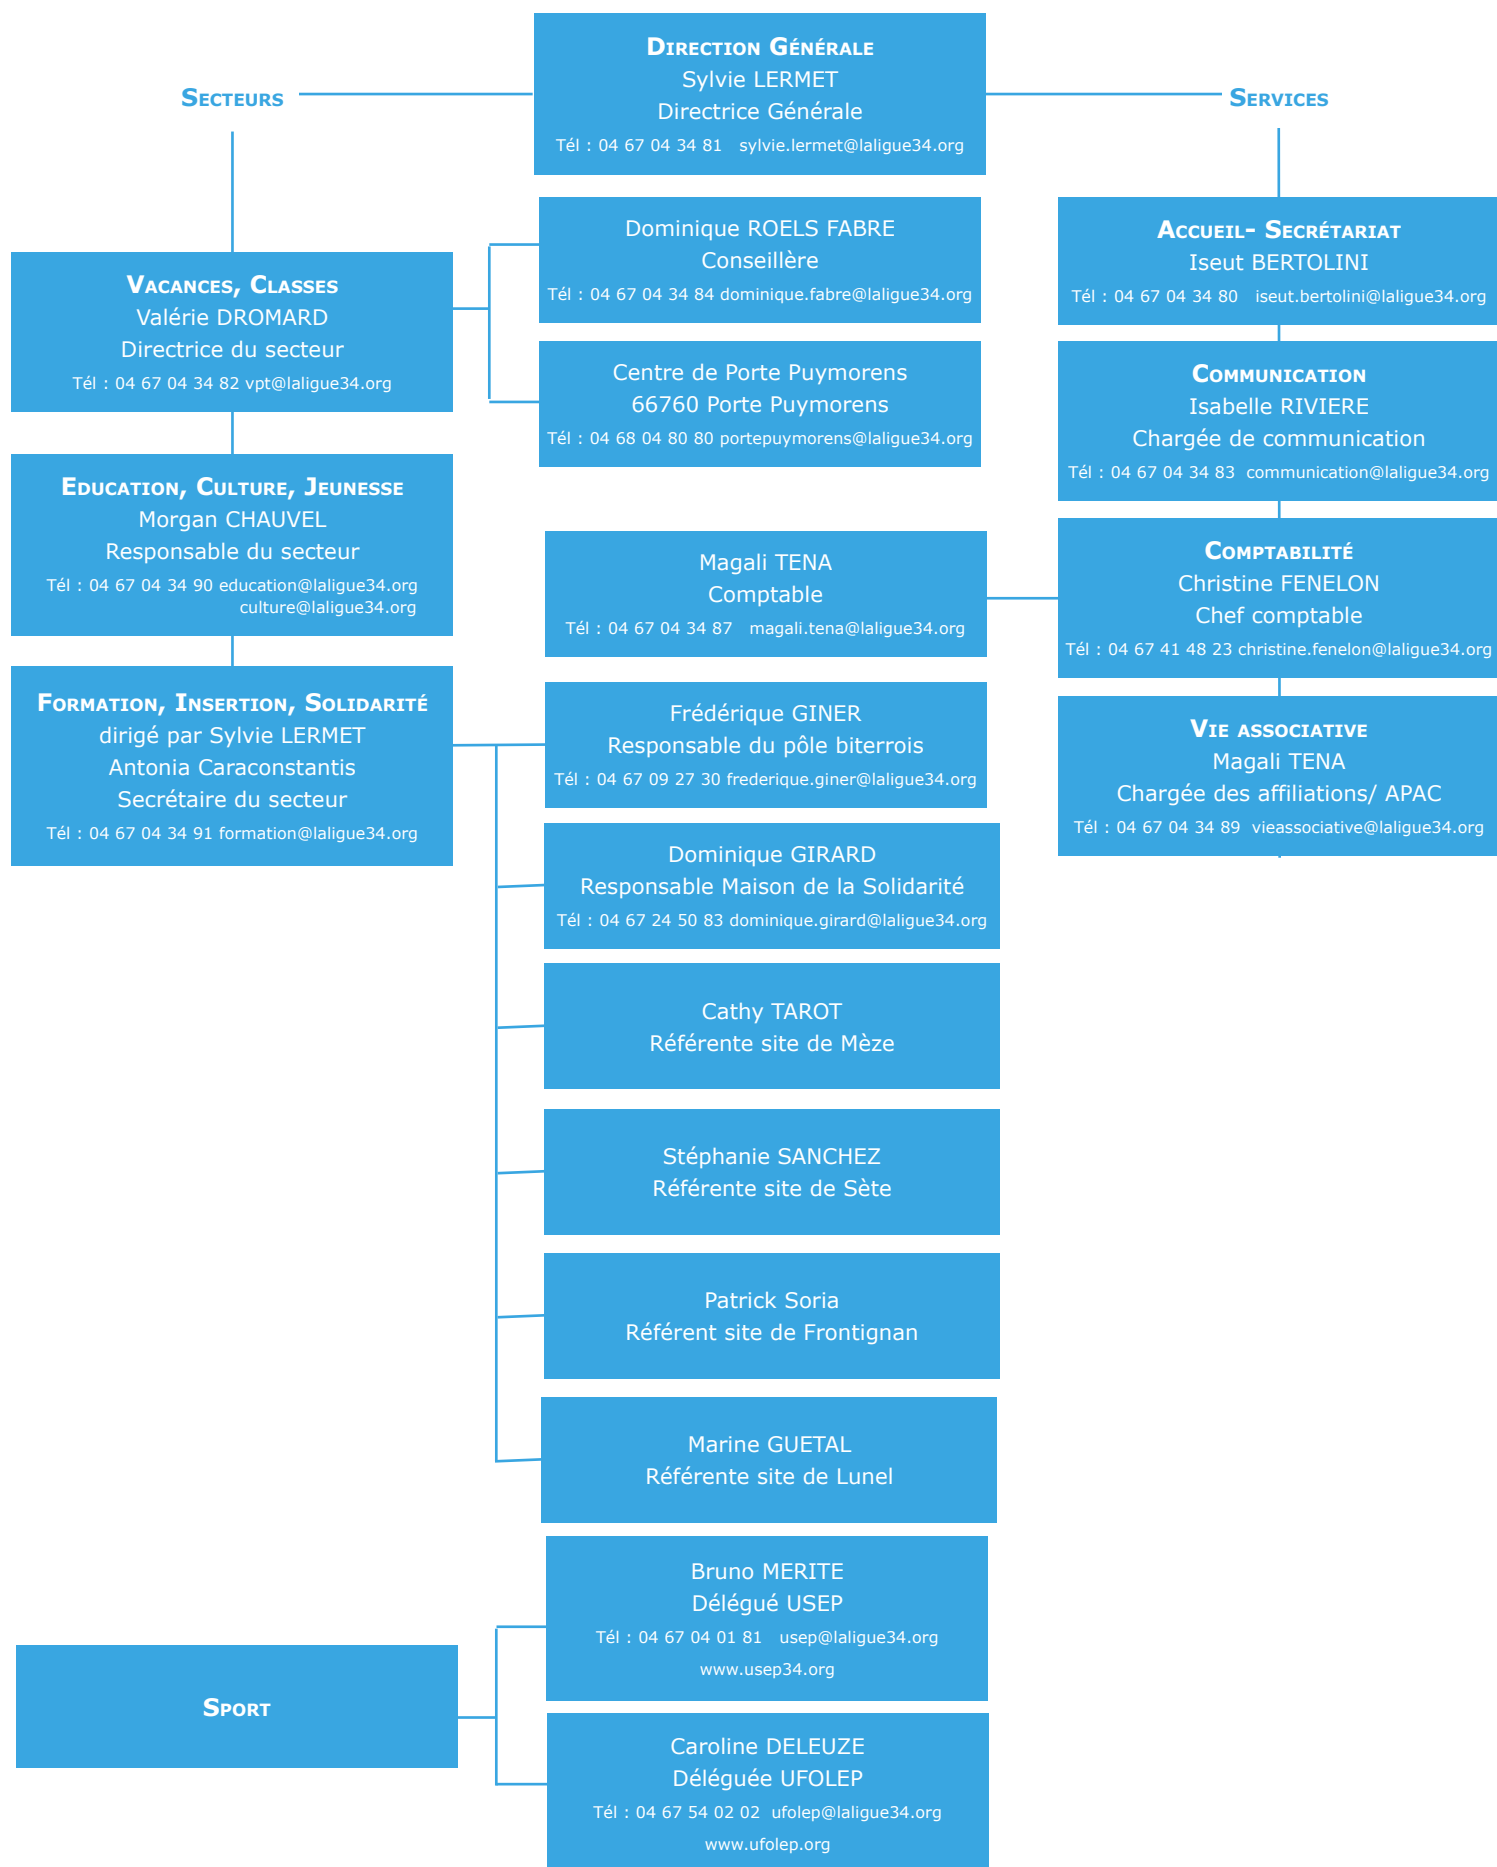 Direction Générale
Sylvie LERMET
Directrice Générale
Tél : 04 67 04 34 81 sylvie.lermet@laligue34.org
Secteurs
Services
Vacances, Classes
Valérie DROMARD
Directrice du secteur
Tél : 04 67 04 34 82 vpt@laligue34.org
Dominique ROELS FABRE
Conseillère
Tél : 04 67 04 34 84 dominique.fabre@laligue34.org
Centre de Porte Puymorens
66760 Porte Puymorens
Tél : 04 68 04 80 80 portepuymorens@laligue34.org
Education, Culture, Jeunesse
Morgan CHAUVEL
Responsable du secteur
Tél : 04 67 04 34 90 education@laligue34.org
culture@laligue34.org
Formation, Insertion, Solidarité
dirigé par Sylvie LERMET
Antonia Caraconstantis
Secrétaire du secteur
Tél : 04 67 04 34 91 formation@laligue34.org
Accueil- Secrétariat
Iseut BERTOLINI
Tél : 04 67 04 34 80 iseut.bertolini@laligue34.org
Communication
Isabelle RIVIERE
Chargée de communication
Tél : 04 67 04 34 83 communication@laligue34.org
Comptabilité
Christine FENELON
Chef comptable
Tél : 04 67 41 48 23 christine.fenelon@laligue34.org
Magali TENA
Comptable
Tél : 04 67 04 34 87 magali.tena@laligue34.org
Vie associative
Magali TENA
Chargée des affiliations/ APAC
Tél : 04 67 04 34 89 vieassociative@laligue34.org
Frédérique GINER
Responsable du pôle biterrois
Tél : 04 67 09 27 30 frederique.giner@laligue34.org
Dominique GIRARD
Responsable Maison de la Solidarité
Tél : 04 67 24 50 83 dominique.girard@laligue34.org
Cathy TAROT
Référente site de Mèze
Stéphanie SANCHEZ
Référente site de Sète
Patrick Soria
Référent site de Frontignan
Marine GUETAL
Référente site de Lunel
Sport
Bruno MERITE
Délégué USEP
Tél : 04 67 04 01 81 usep@laligue34.org
www.usep34.org
Caroline DELEUZE
Déléguée UFOLEP
Tél : 04 67 54 02 02 ufolep@laligue34.org
www.ufolep.org